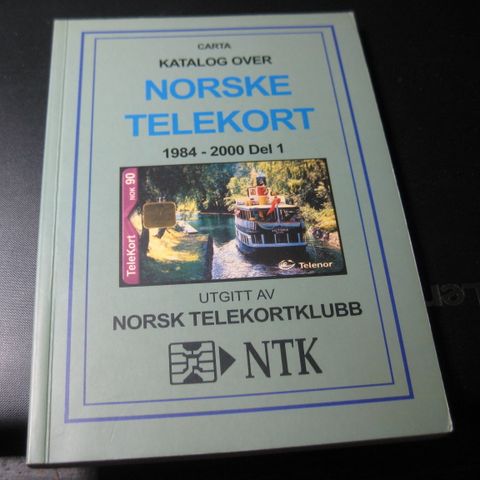 CARTA
KATALOG OVER
NORSKE
TELEKORT
1984 - 2000 Del 1
TeleKort NOK 90
Telenor
UTGITT AV
NORSK TELEKORTKLUBB
NTK